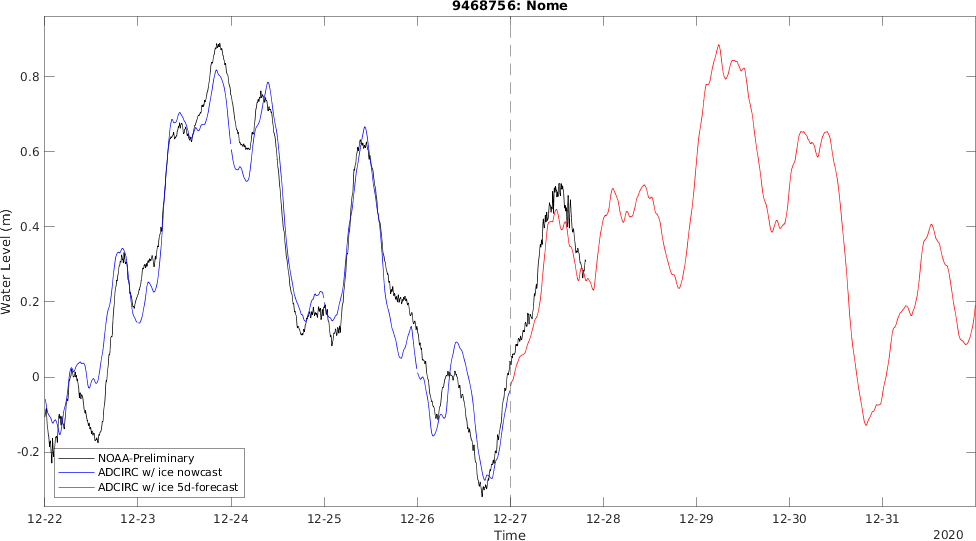 9468756: Nome
Water Level (m)
0.8
0.6
0.4
0.2
0
-0.2
NOAA-Preliminary
ADCIRC w/ ice nowcast
ADCIRC w/ ice 5d-forecast
12-22 12-23 12-24 12-25 12-26 12-27 12-28 12-29 12-30 12-31
Time
2020